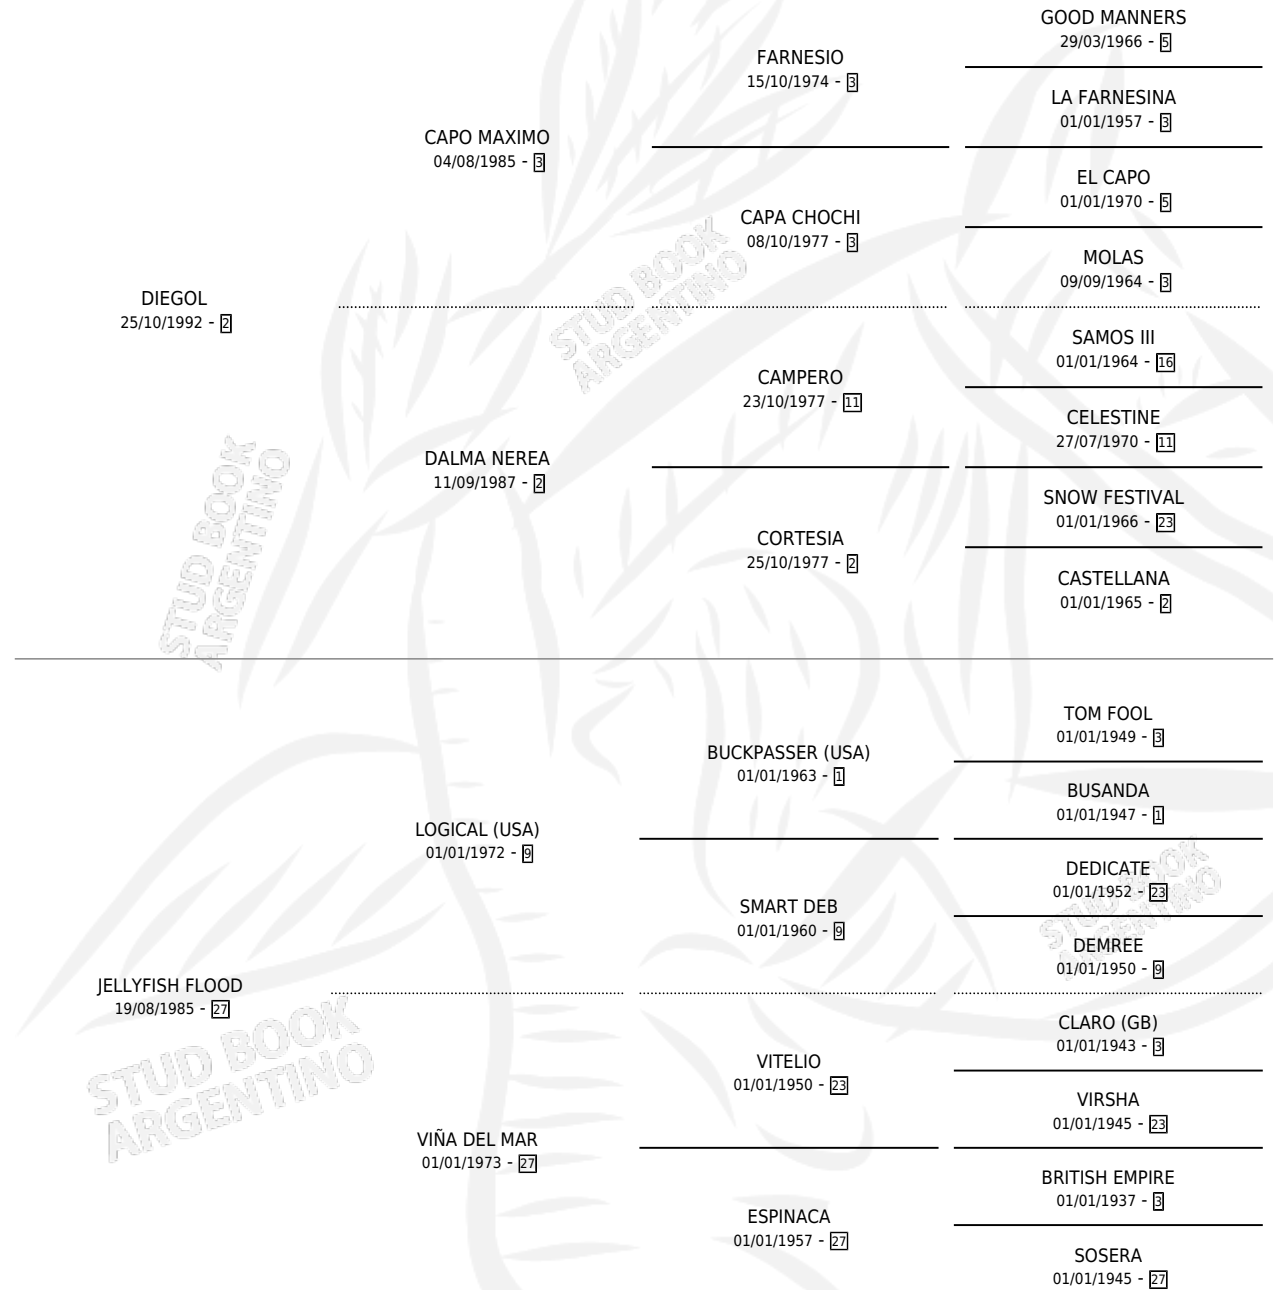 GOOD MANNERS
29/03/1966 - 5
FARNESIO
15/10/1974 - 3
LA FARNESINA
01/01/1957 - 3
CAPO MAXIMO
04/08/1985 - 3
EL CAPO
01/01/1970 - 5
CAPA CHOCHI
08/10/1977 - 3
MOLAS
09/09/1964 - 3
DIEGOL
25/10/1992 - 2
SAMOS III
01/01/1964 - 16
CAMPERO
23/10/1977 - 11
CELESTINE
27/07/1970 - 11
DALMA NEREA
11/09/1987 - 2
SNOW FESTIVAL
01/01/1966 - 23
CORTESIA
25/10/1977 - 2
CASTELLANA
01/01/1965 - 2
TOM FOOL
01/01/1949 - 3
BUCKPASSER (USA)
01/01/1963 - 1
BUSANDA
01/01/1947 - 1
LOGICAL (USA)
01/01/1972 - 9
DEDICATE
01/01/1952 - 23
SMART DEB
01/01/1960 - 9
DEMREE
01/01/1950 - 9
JELLYFISH FLOOD
19/08/1985 - 27
CLARO (GB)
01/01/1943 - 3
VITELIO
01/01/1950 - 23
VIRSHA
01/01/1945 - 23
VIÑA DEL MAR
01/01/1973 - 27
BRITISH EMPIRE
01/01/1937 - 3
ESPINACA
01/01/1957 - 27
SOSERA
01/01/1945 - 27
STUD BOOK
ARGENTINO
STUD BOOK
ARGENTINO
STUD BOOK
ARGENTINO
STUD BOOK
ARGENTINO